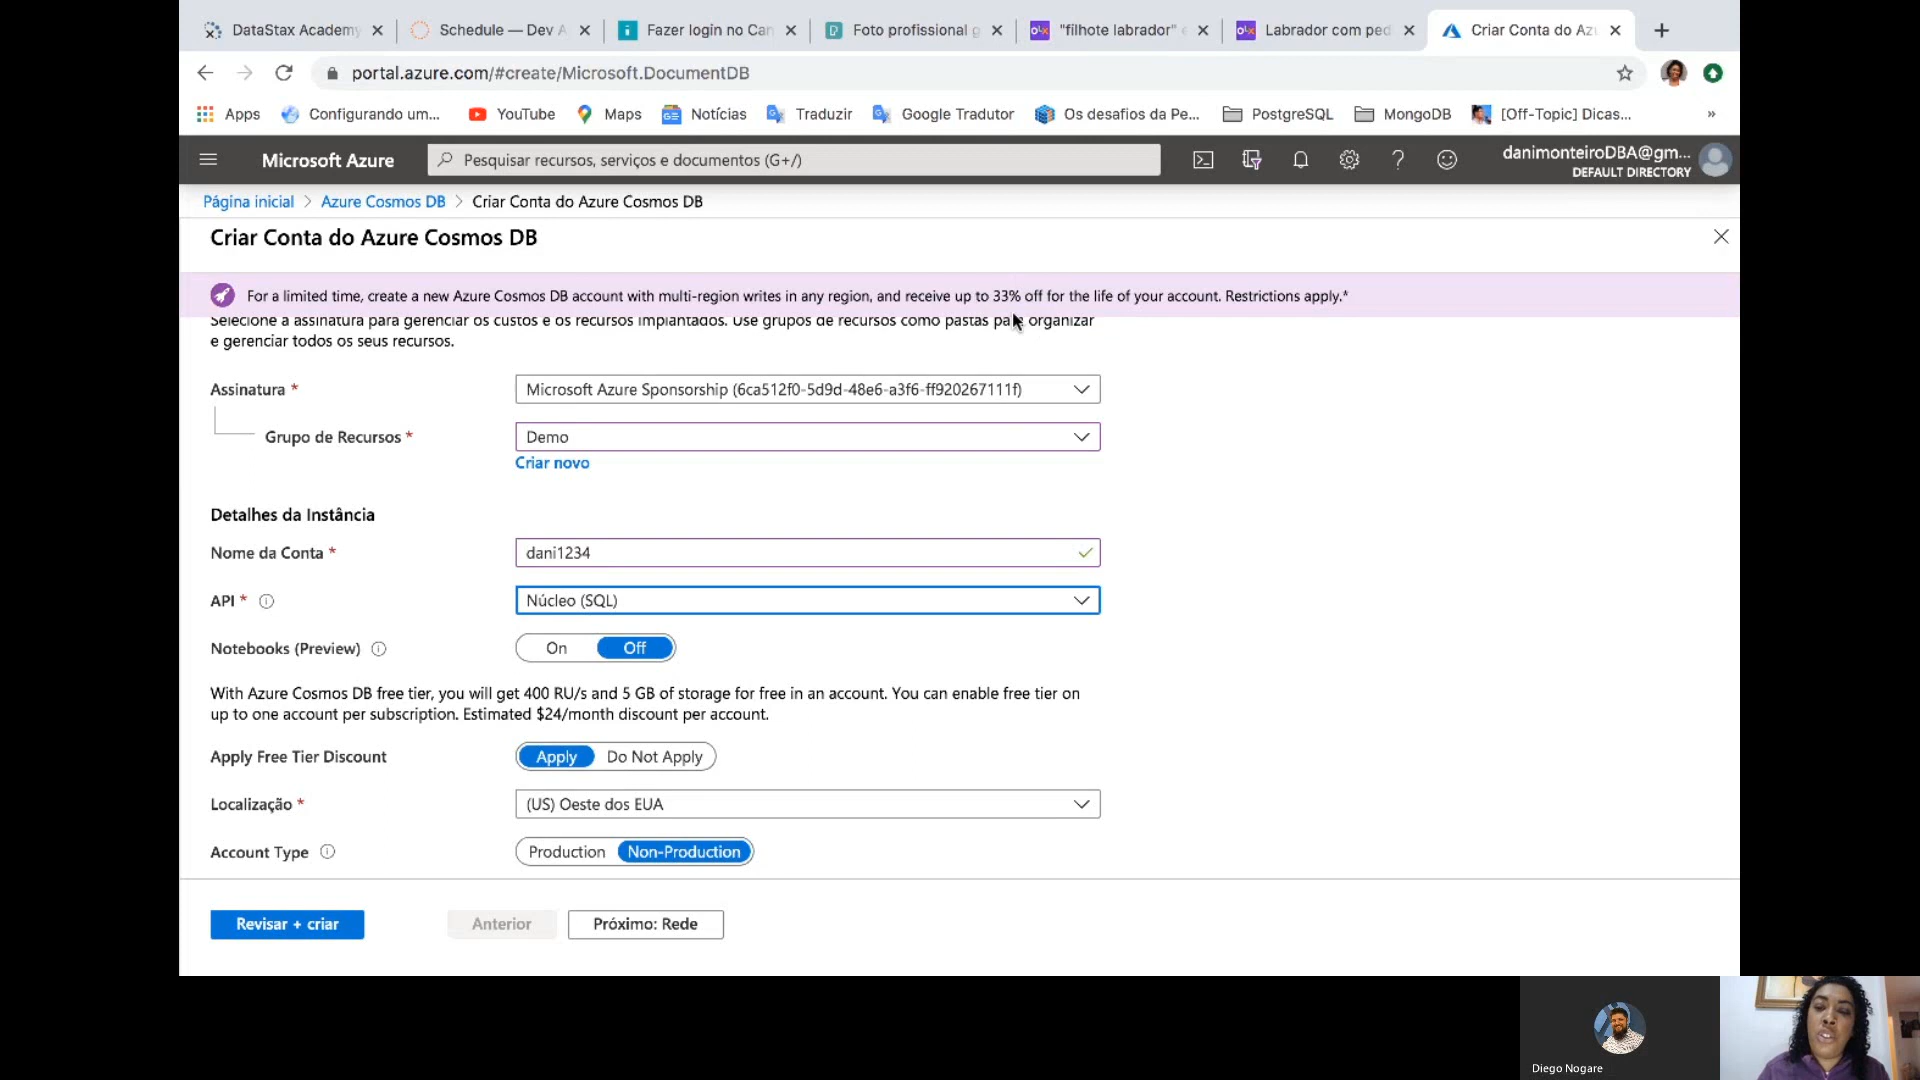 DataStax Academy
Schedule — Dev A
Fazer login no Can
Foto profissional g
"filhote labrador" e
Labrador com ped
Criar Conta do Azu
portal.azure.com/#create/Microsoft.DocumentDB
Apps
Configurando um...
YouTube
Maps
Notícias
Traduzir
Google Tradutor
Os desafios da Pe...
PostgreSQL
MongoDB
[Off-Topic] Dicas...
»
Microsoft Azure
Pesquisar recursos, serviços e documentos (G+/)
danimonteiroDBA@gm...
DEFAULT DIRECTORY
Página inicial > Azure Cosmos DB > Criar Conta do Azure Cosmos DB
Criar Conta do Azure Cosmos DB
For a limited time, create a new Azure Cosmos DB account with multi-region writes in any region, and receive up to 33% off for the life of your account. Restrictions apply.*
Selecione a assinatura para gerenciar os custos e os recursos implantados. Use grupos de recursos como pastas para organizar
e gerenciar todos os seus recursos.
Assinatura *
Microsoft Azure Sponsorship (6ca512f0-5d9d-48e6-a3f6-ff920267111f)
Grupo de Recursos *
Demo
Criar novo
Detalhes da Instância
Nome da Conta *
dani1234
API *
Núcleo (SQL)
Notebooks (Preview)
On Off
With Azure Cosmos DB free tier, you will get 400 RU/s and 5 GB of storage for free in an account. You can enable free tier on
up to one account per subscription. Estimated $24/month discount per account.
Apply Free Tier Discount
Apply Do Not Apply
Localização *
(US) Oeste dos EUA
Account Type
Production Non-Production
Revisar + criar
Anterior
Próximo: Rede
Diego Nogare